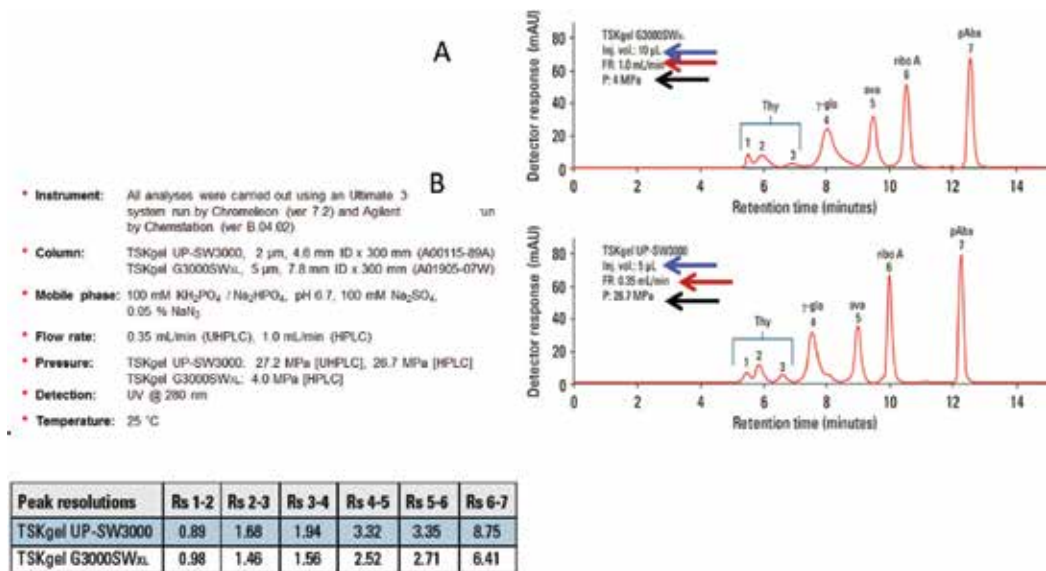 A
TSKgel G3000SWXL
Inj. vol.: 10 µL
FR: 1.0 mL/min
P: 4 MPa
Detector response (mAU)
80
60
40
20
0
Thy
1
2
3
γ-glo
4
ova
5
ribo A
6
pAba
7
0 2 4 6 8 10 12 14
Retention time (minutes)
B
• Instrument: All analyses were carried out using an Ultimate 3
system run by Chromeleon (ver 7.2) and Agilent un
by Chemstation (ver B.04.02)
• Column: TSKgel UP-SW3000, 2 µm, 4.6 mm ID x 300 mm (A00115-89A)
TSKgel G3000SWXL, 5 µm, 7.8 mm ID x 300 mm (A01905-07W)
• Mobile phase: 100 mM KH2PO4 / Na2HPO4, pH 6.7, 100 mM Na2SO4,
0.05 % NaN3
• Flow rate: 0.35 mL/min (UHPLC), 1.0 mL/min (HPLC)
• Pressure: TSKgel UP-SW3000: 27.2 MPa [UHPLC], 26.7 MPa [HPLC]
TSKgel G3000SWXL: 4.0 MPa [HPLC]
• Detection: UV @ 280 nm
• Temperature: 25 °C
TSKgel UP-SW3000
Inj. vol.: 5 µL
FR: 0.35 mL/min
P: 26.7 MPa
Detector response (mAU)
80
60
40
20
0
Thy
1
2
3
γ-glo
ova
5
ribo A
6
pAba
7
0 2 4 6 8 10 12 14
Retention time (minutes)
Peak resolutions Rs 1-2 Rs 2-3 Rs 3-4 Rs 4-5 Rs 5-6 Rs 6-7
TSKgel UP-SW3000 0.89 1.68 1.94 3.32 3.35 8.75
TSKgel G3000SWXL 0.98 1.46 1.56 2.52 2.71 6.41